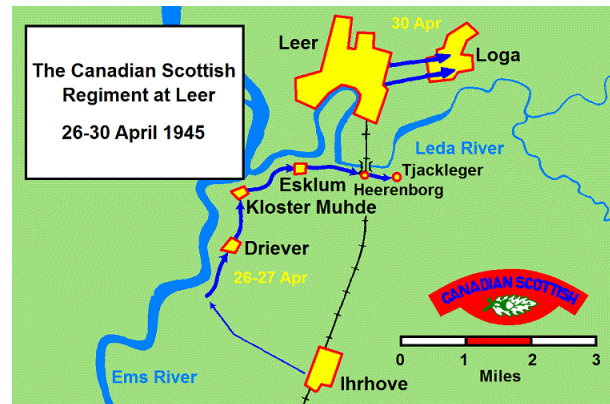 The Canadian Scottish
Regiment at Leer
26-30 April 1945
Leer
30 Apr
Loga
Leda River
Tjackleger
Esklum
Heerenborg
Kloster Muhde
Driever
26-27 Apr
CANADIAN SCOTTISH
0 1 2 3
Miles
Ems River
Ihrhove